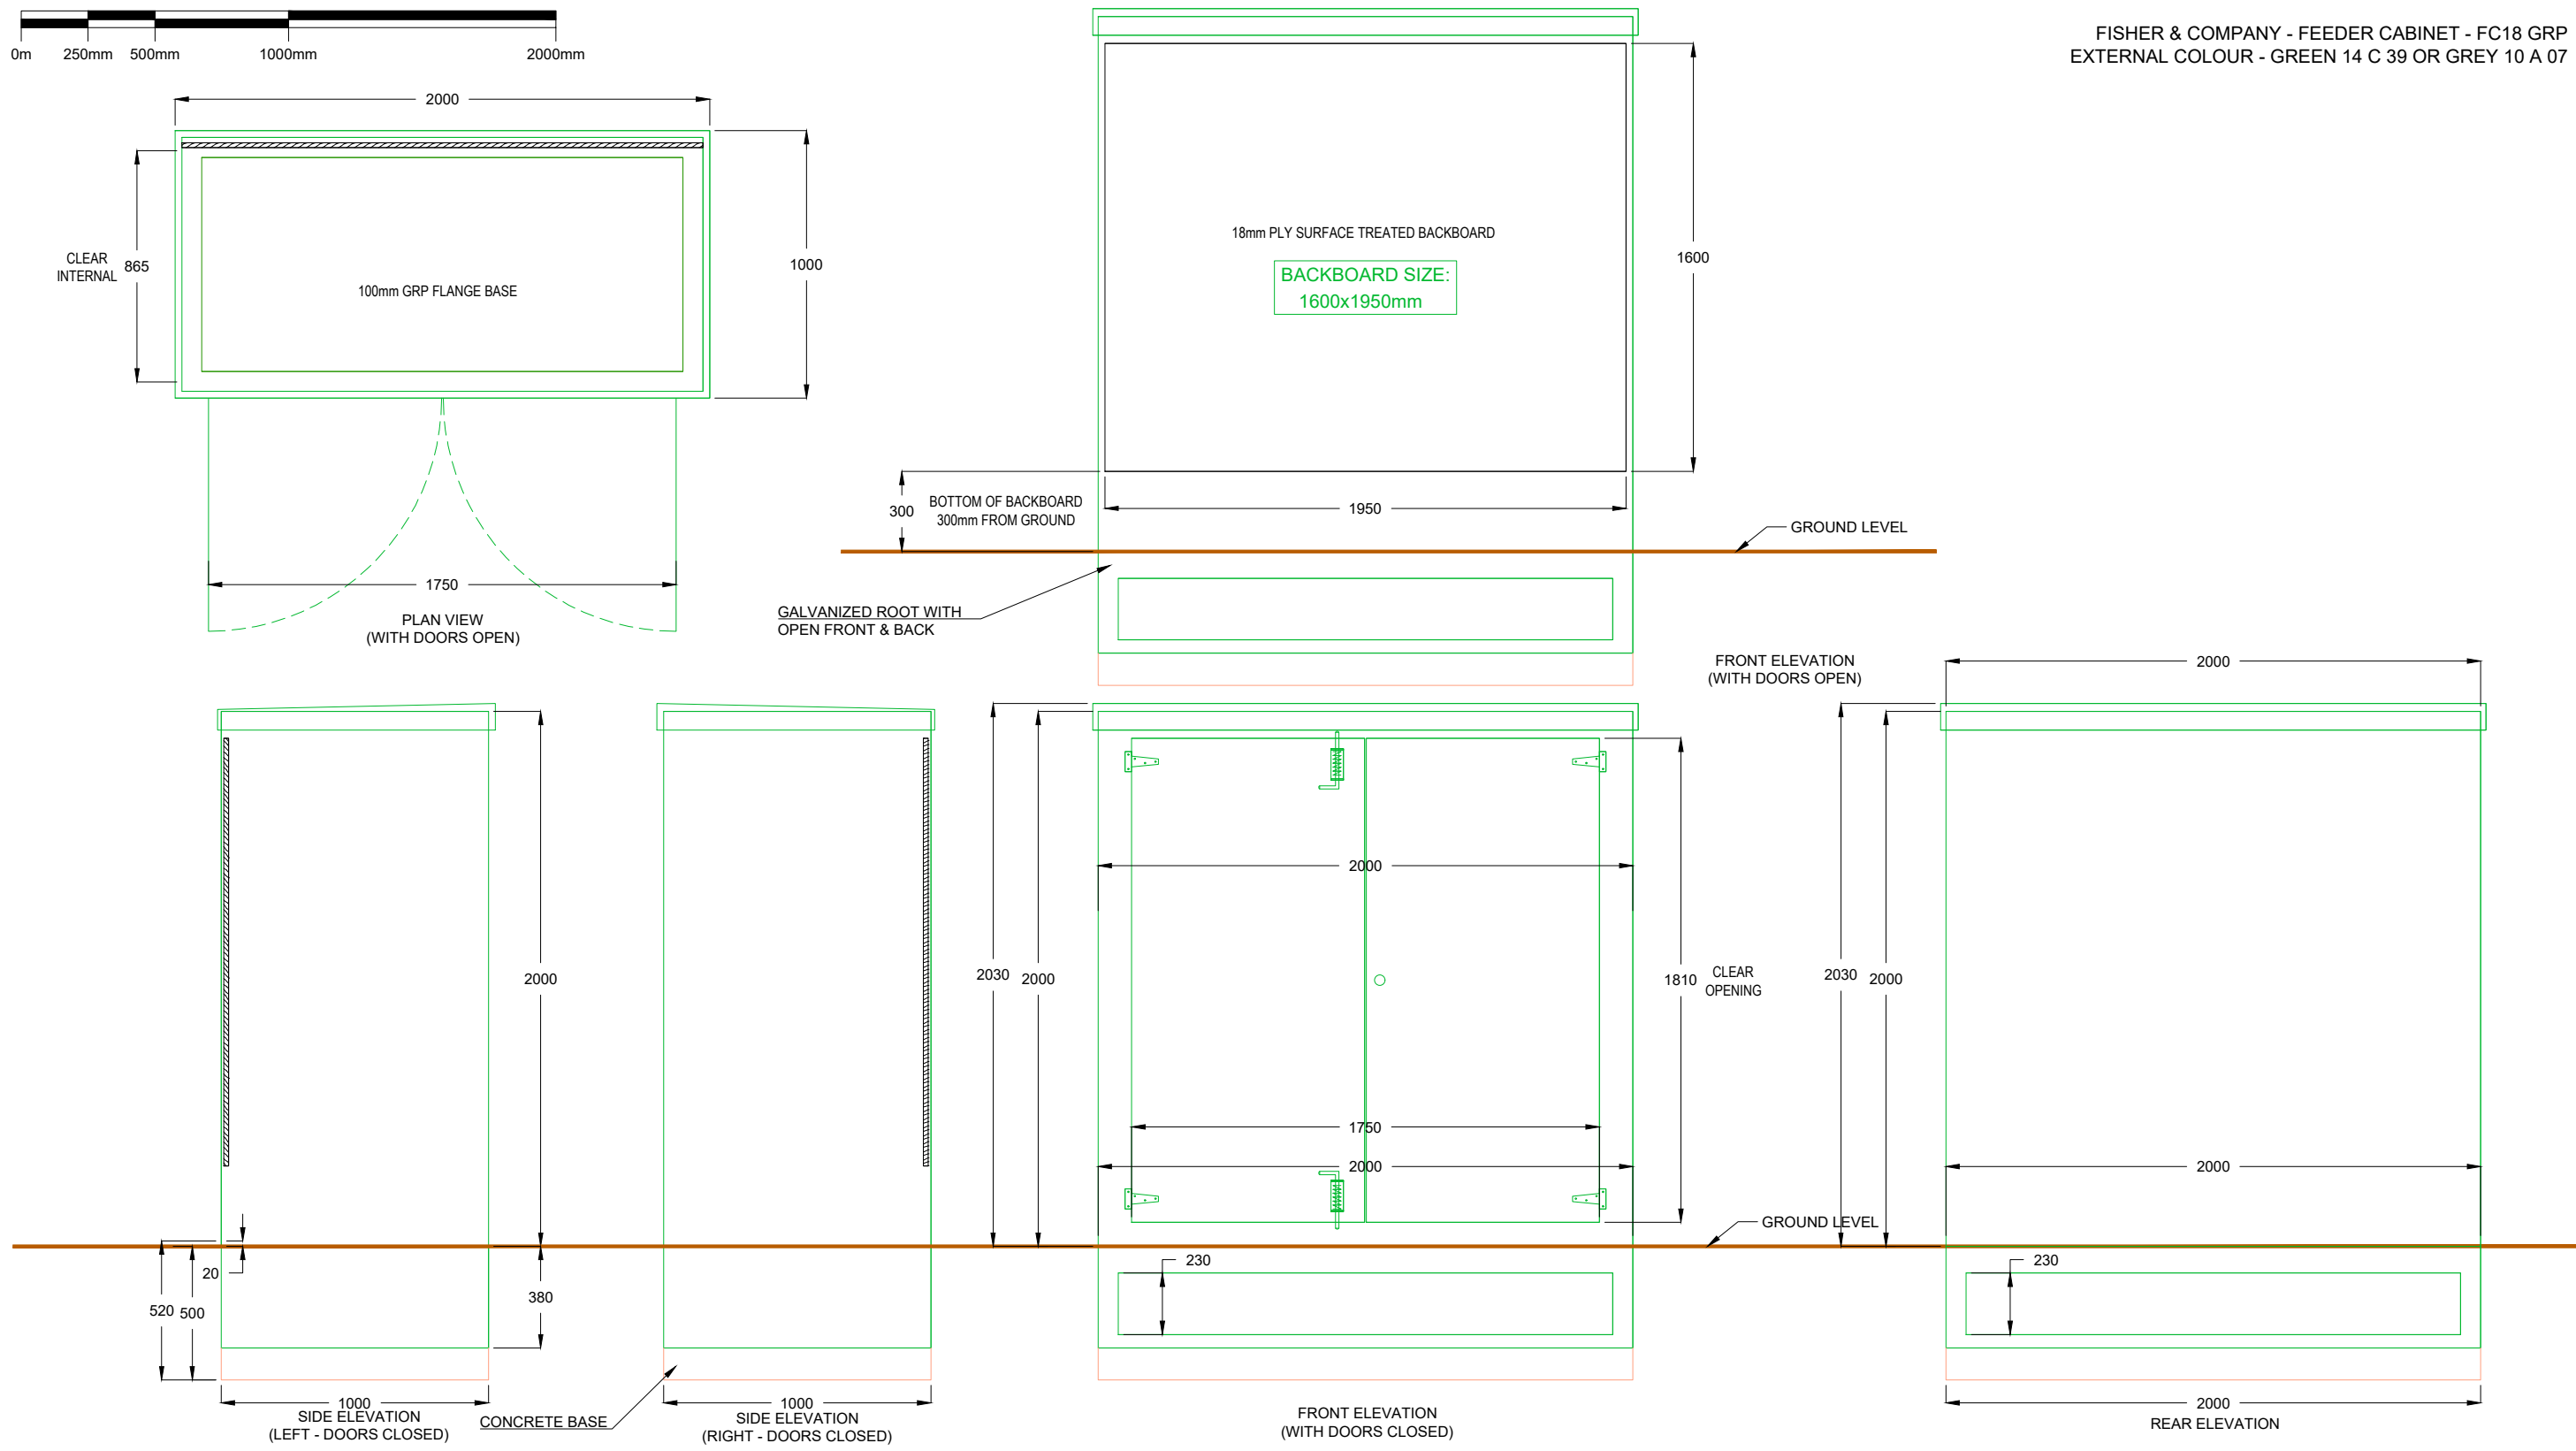 0m 250mm 500mm 1000mm 2000mm
FISHER & COMPANY - FEEDER CABINET - FC18 GRP
EXTERNAL COLOUR - GREEN 14 C 39 OR GREY 10 A 07
2000
CLEAR
INTERNAL
865
100mm GRP FLANGE BASE
1000
1750
PLAN VIEW
(WITH DOORS OPEN)
18mm PLY SURFACE TREATED BACKBOARD
BACKBOARD SIZE:
1600x1950mm
1600
300
BOTTOM OF BACKBOARD
300mm FROM GROUND
1950
GROUND LEVEL
GALVANIZED ROOT WITH
OPEN FRONT & BACK
FRONT ELEVATION
(WITH DOORS OPEN)
2000
20
520
500
380
1000
SIDE ELEVATION
(LEFT - DOORS CLOSED)
CONCRETE BASE
1000
SIDE ELEVATION
(RIGHT - DOORS CLOSED)
2030
2000
2000
1810
CLEAR
OPENING
1750
2000
GROUND LEVEL
230
FRONT ELEVATION
(WITH DOORS CLOSED)
2000
2030
2000
2000
230
2000
REAR ELEVATION